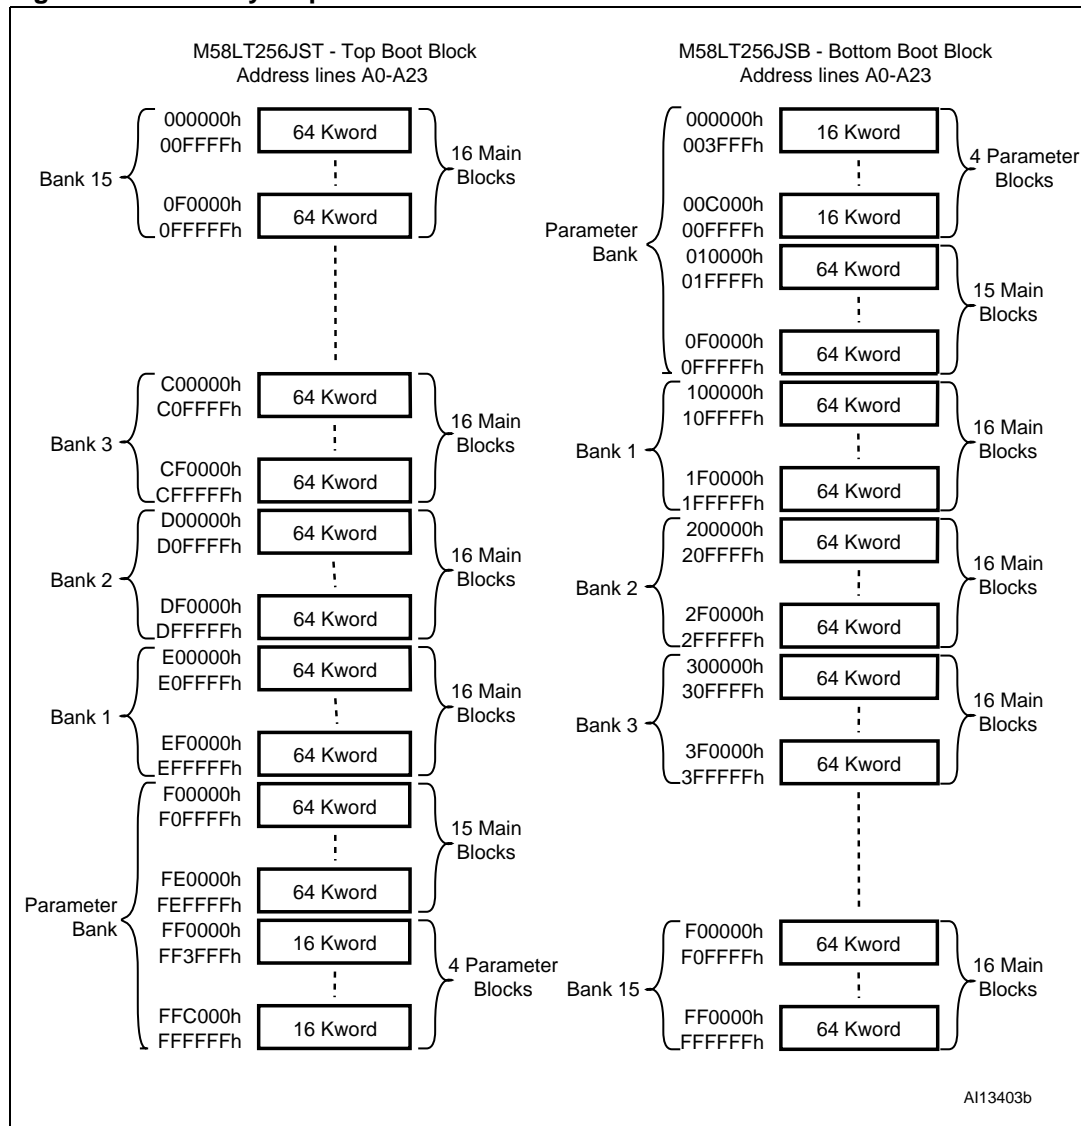 M58LT256JST - Top Boot Block
Address lines A0-A23
000000h
00FFFFh
64 Kword
Bank 15
16 Main
Blocks
0F0000h
0FFFFFh
64 Kword
C00000h
C0FFFFh
64 Kword
Bank 3
16 Main
Blocks
CF0000h
CFFFFFh
64 Kword
D00000h
D0FFFFh
64 Kword
Bank 2
16 Main
Blocks
DF0000h
DFFFFFh
64 Kword
E00000h
E0FFFFh
64 Kword
Bank 1
16 Main
Blocks
EF0000h
EFFFFFh
64 Kword
F00000h
F0FFFFh
64 Kword
15 Main
Blocks
FE0000h
FEFFFFh
64 Kword
Parameter
Bank
FF0000h
FF3FFFh
16 Kword
4 Parameter
Blocks
FFC000h
FFFFFFh
16 Kword
M58LT256JSB - Bottom Boot Block
Address lines A0-A23
000000h
003FFFh
16 Kword
4 Parameter
Blocks
00C000h
00FFFFh
16 Kword
Parameter
Bank
010000h
01FFFFh
64 Kword
15 Main
Blocks
0F0000h
0FFFFFh
64 Kword
100000h
10FFFFh
64 Kword
Bank 1
16 Main
Blocks
1F0000h
1FFFFFh
64 Kword
200000h
20FFFFh
64 Kword
Bank 2
16 Main
Blocks
2F0000h
2FFFFFh
64 Kword
300000h
30FFFFh
64 Kword
Bank 3
16 Main
Blocks
3F0000h
3FFFFFh
64 Kword
F00000h
F0FFFFh
64 Kword
Bank 15
16 Main
Blocks
FF0000h
FFFFFFh
64 Kword
AI13403b